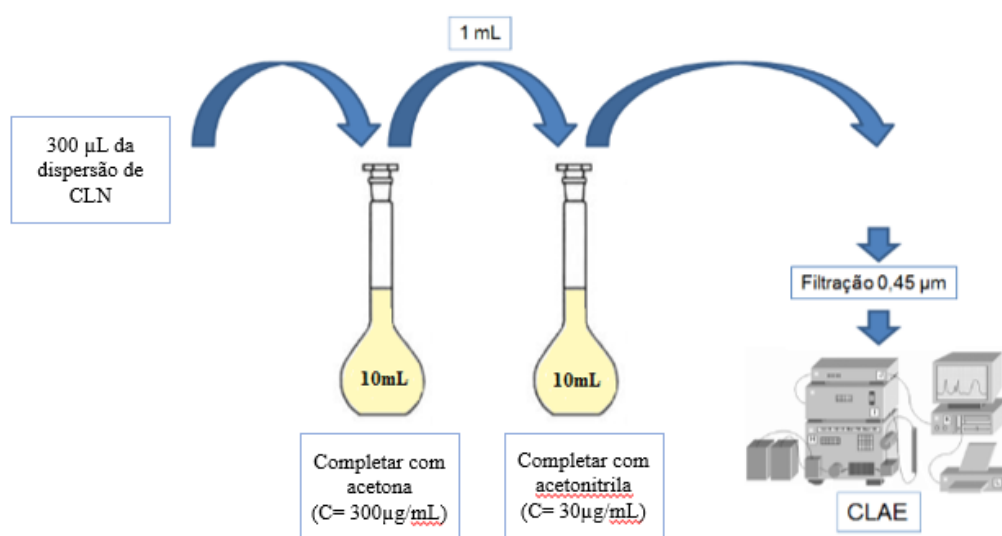 1 mL
300 µL da
dispersão de
CLN
10mL
10mL
Completar com
acetona
(C= 300µg/mL)
Completar com
acetonitrila
(C= 30µg/mL)
Filtração 0,45 µm
CLAE